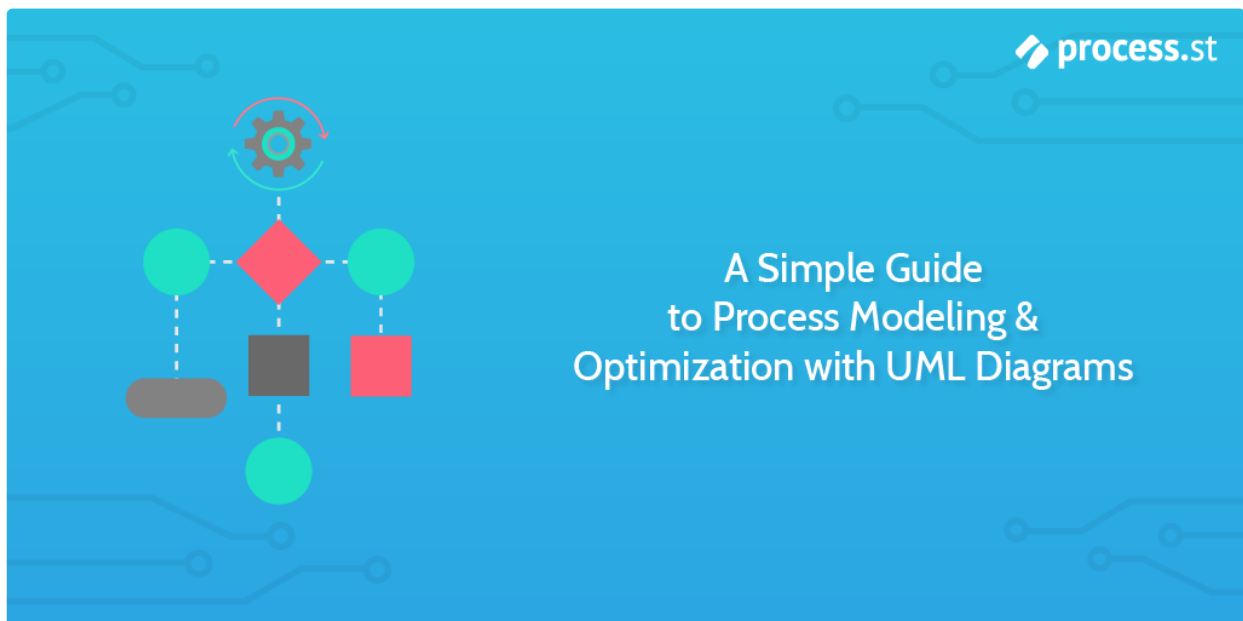 process.st
A Simple Guide
to Process Modeling &
Optimization with UML Diagrams